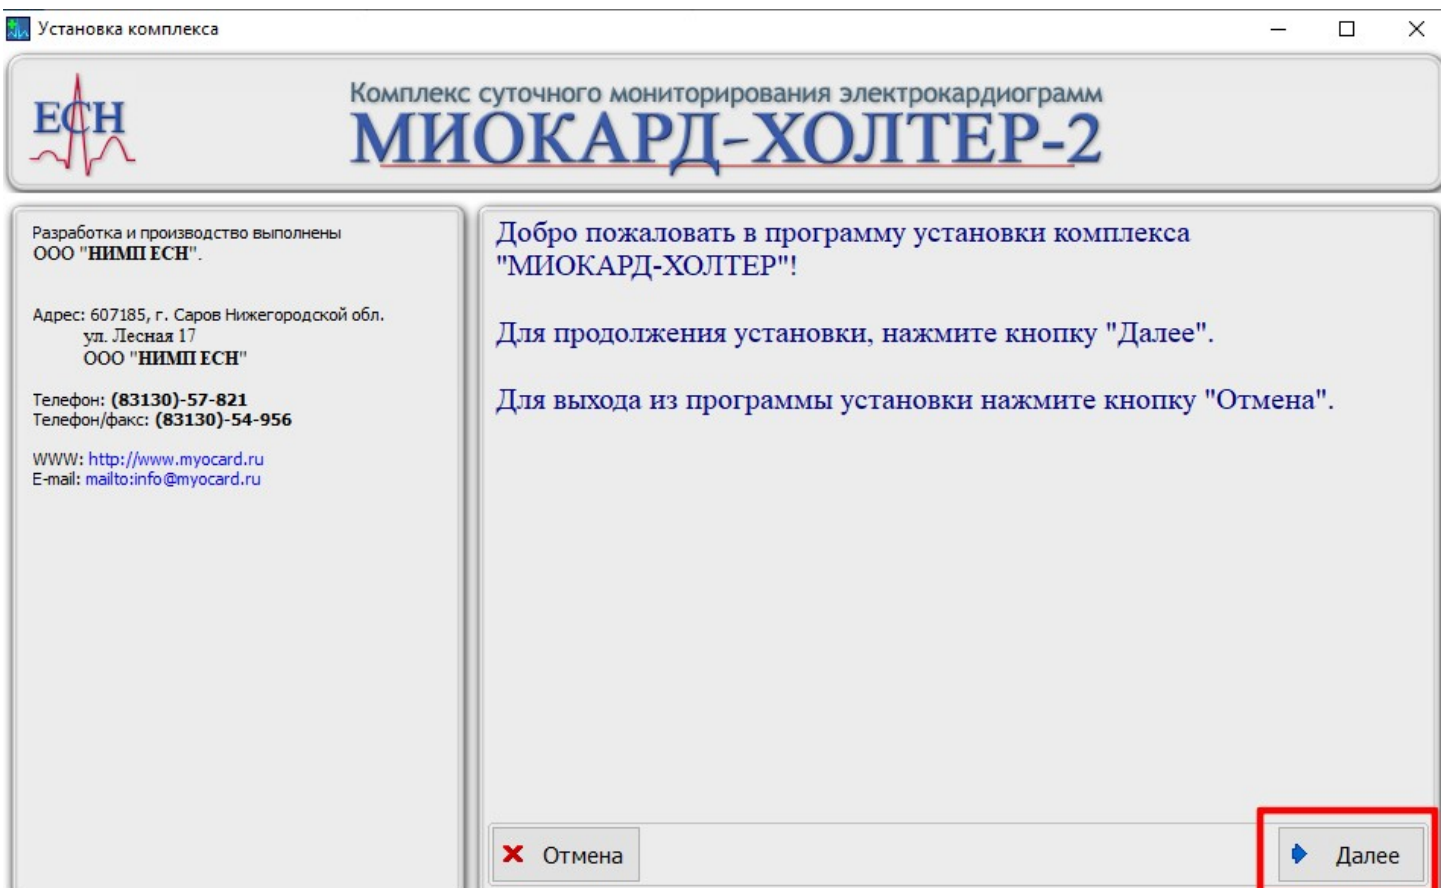 Установка комплекса
ЕСН
Комплекс суточного мониторирования электрокардиограмм
МИОКАРД-ХОЛТЕР-2
Разработка и производство выполнены
ООО "НИМП ЕСН".
Адрес: 607185, г. Саров Нижегородской обл.
ул. Лесная 17
ООО "НИМП ЕСН"
Телефон: (83130)-57-821
Телефон/факс: (83130)-54-956
WWW: http://www.myocard.ru
E-mail: mailto:info@myocard.ru
Добро пожаловать в программу установки комплекса
"МИОКАРД-ХОЛТЕР"!
Для продолжения установки, нажмите кнопку "Далее".
Для выхода из программы установки нажмите кнопку "Отмена".
Отмена
Далее